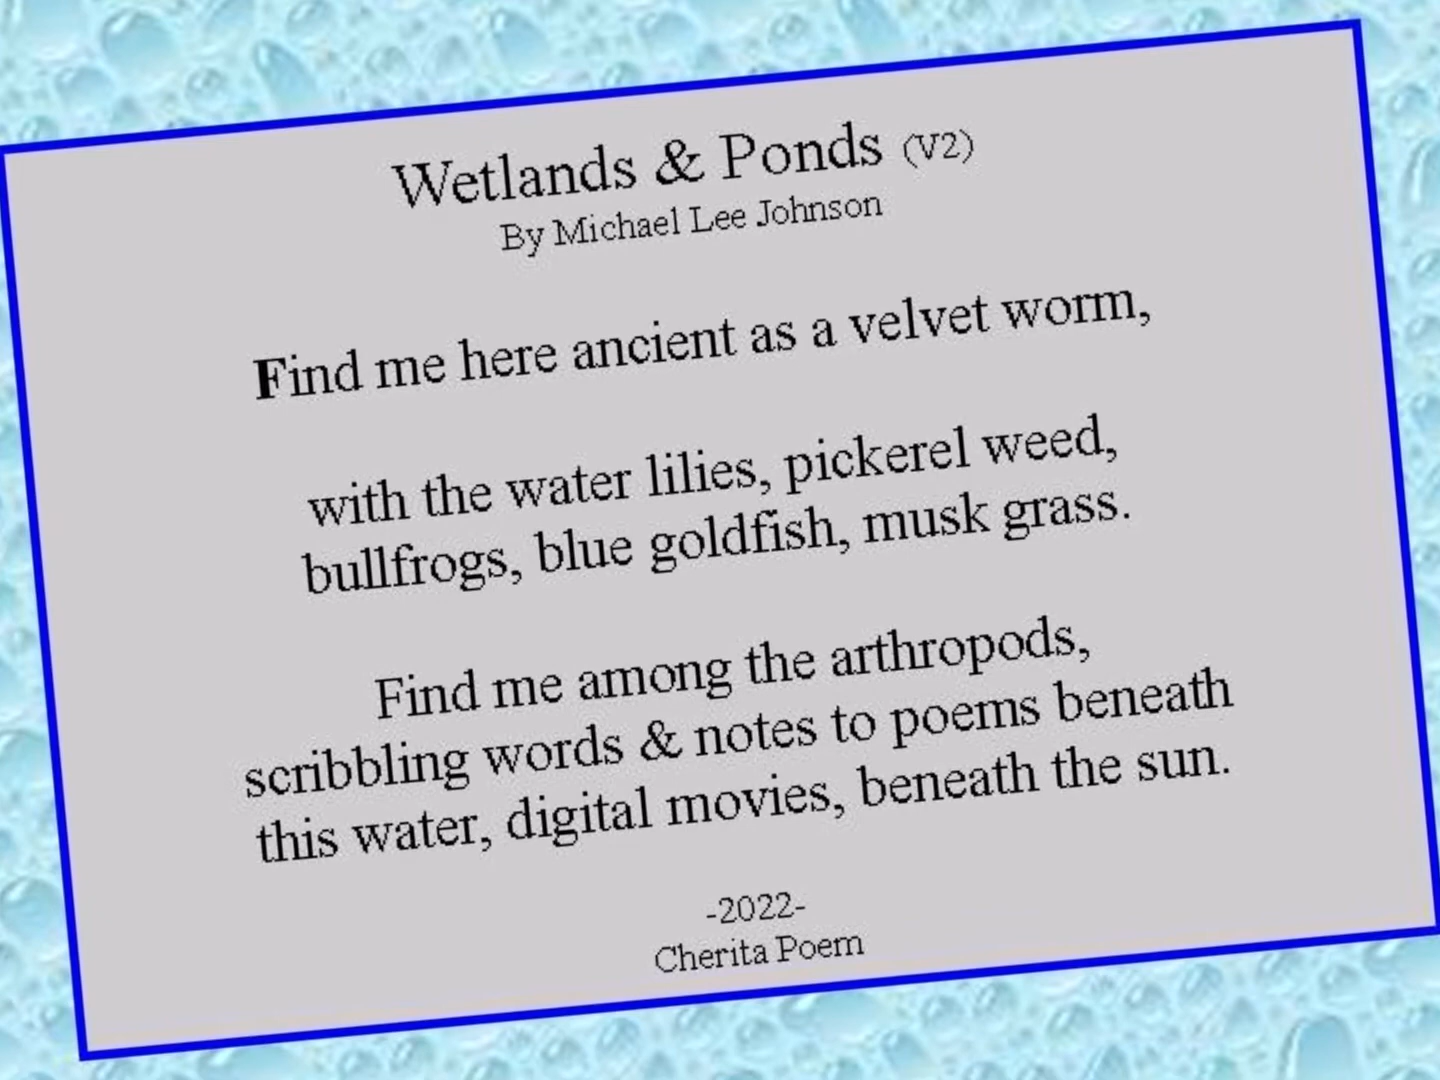 Wetlands & Ponds (V2)
By Michael Lee Johnson
Find me here ancient as a velvet worm,
with the water lilies, pickerel weed,
bullfrogs, blue goldfish, musk grass.
Find me among the arthropods,
scribbling words & notes to poems beneath
this water, digital movies, beneath the sun.
-2022-
Cherita Poem